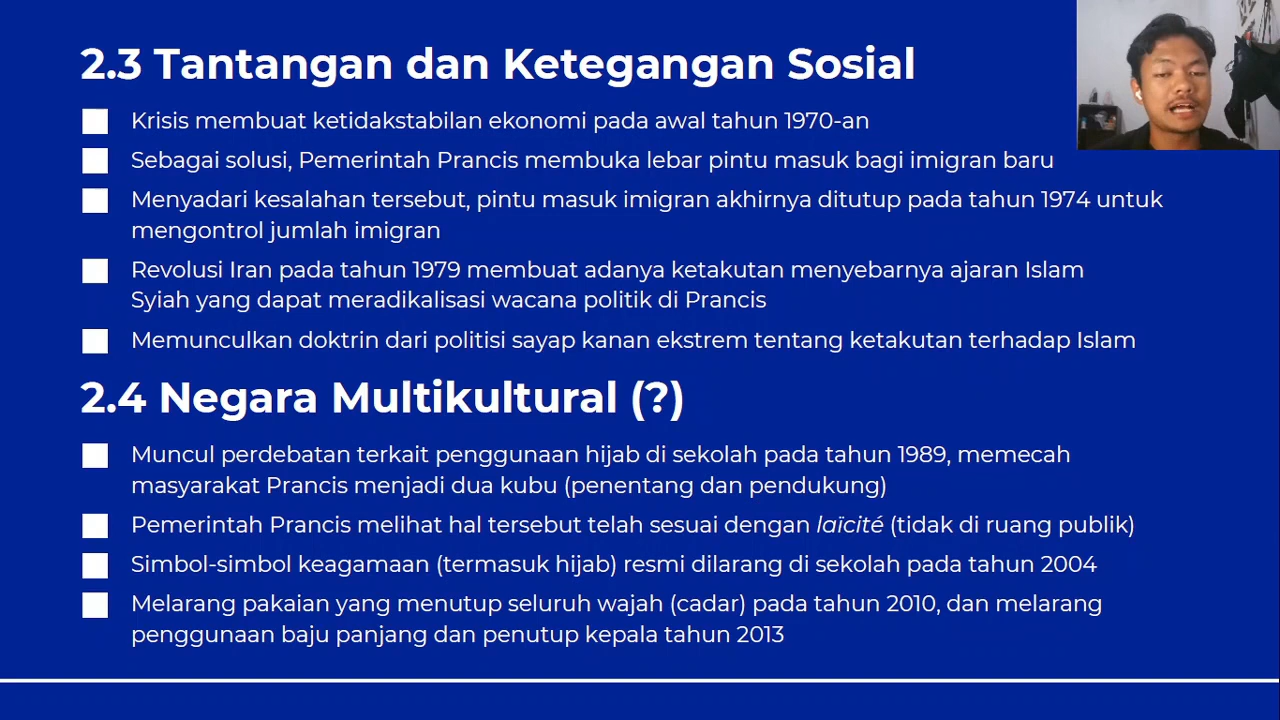 2.3 Tantangan dan Ketegangan Sosial
Krisis membuat ketidakstabilan ekonomi pada awal tahun 1970-an
Sebagai solusi, Pemerintah Prancis membuka lebar pintu masuk bagi imigran baru
Menyadari kesalahan tersebut, pintu masuk imigran akhirnya ditutup pada tahun 1974 untuk
mengontrol jumlah imigran
Revolusi Iran pada tahun 1979 membuat adanya ketakutan menyebarnya ajaran Islam
Syiah yang dapat meradikalisasi wacana politik di Prancis
Memunculkan doktrin dari politisi sayap kanan ekstrem tentang ketakutan terhadap Islam
2.4 Negara Multikultural (?)
Muncul perdebatan terkait penggunaan hijab di sekolah pada tahun 1989, memecah
masyarakat Prancis menjadi dua kubu (penentang dan pendukung)
Pemerintah Prancis melihat hal tersebut telah sesuai dengan laïcité (tidak di ruang publik)
Simbol-simbol keagamaan (termasuk hijab) resmi dilarang di sekolah pada tahun 2004
Melarang pakaian yang menutup seluruh wajah (cadar) pada tahun 2010, dan melarang
penggunaan baju panjang dan penutup kepala tahun 2013